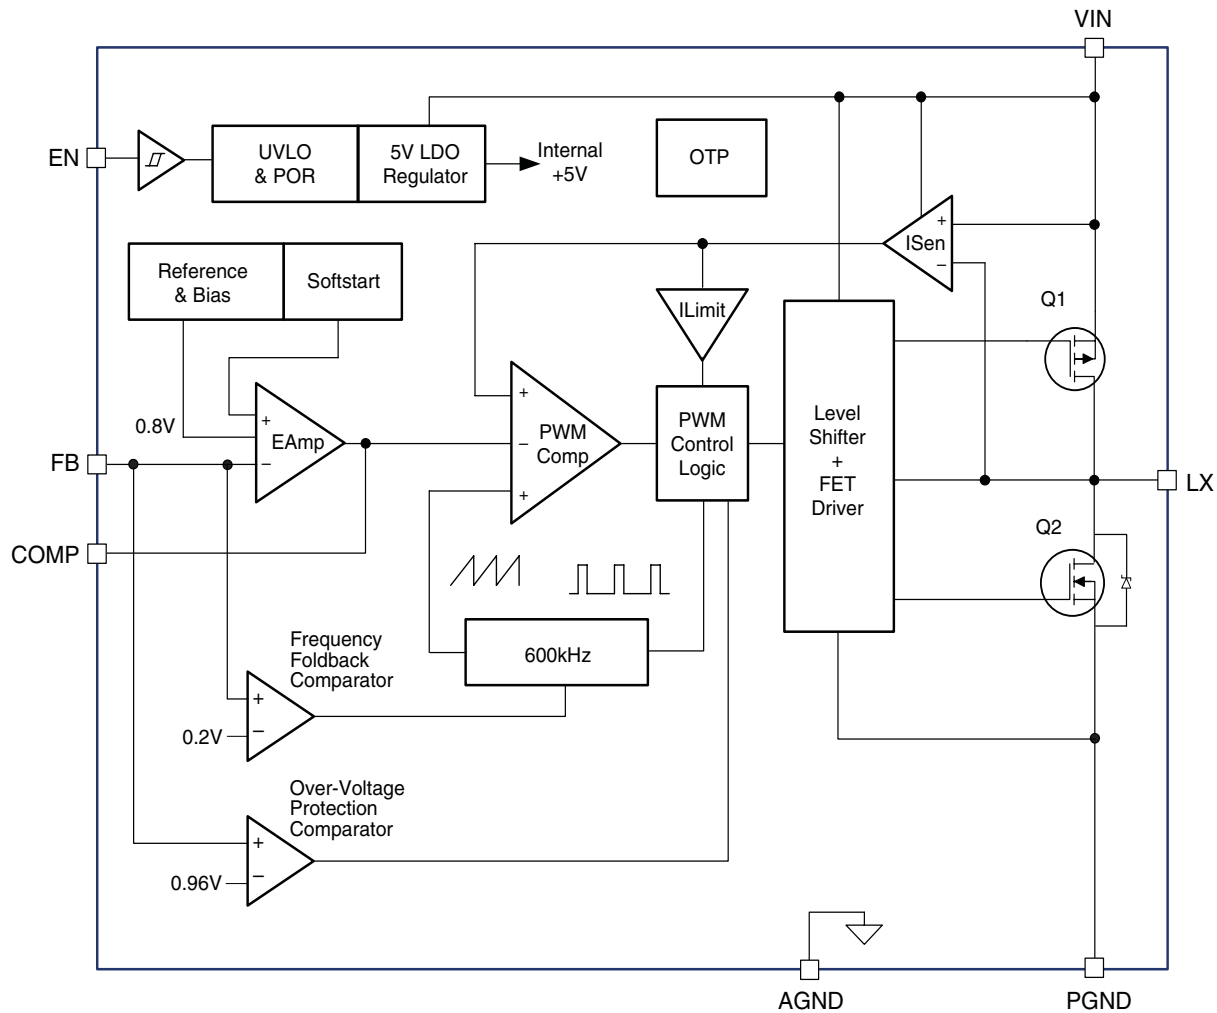 VIN
EN
UVLO
& POR
5V LDO
Regulator
Internal
+5V
OTP
+
ISen
–
Reference
& Bias
Softstart
ILimit
Q1
0.8V
+
EAmp
–
FB
+
–
PWM
Comp
+
PWM
Control
Logic
Level
Shifter
+
FET
Driver
LX
COMP
Q2
600kHz
Frequency
Foldback
Comparator
+
0.2V
–
Over-Voltage
Protection
Comparator
+
0.96V
–
AGND
PGND